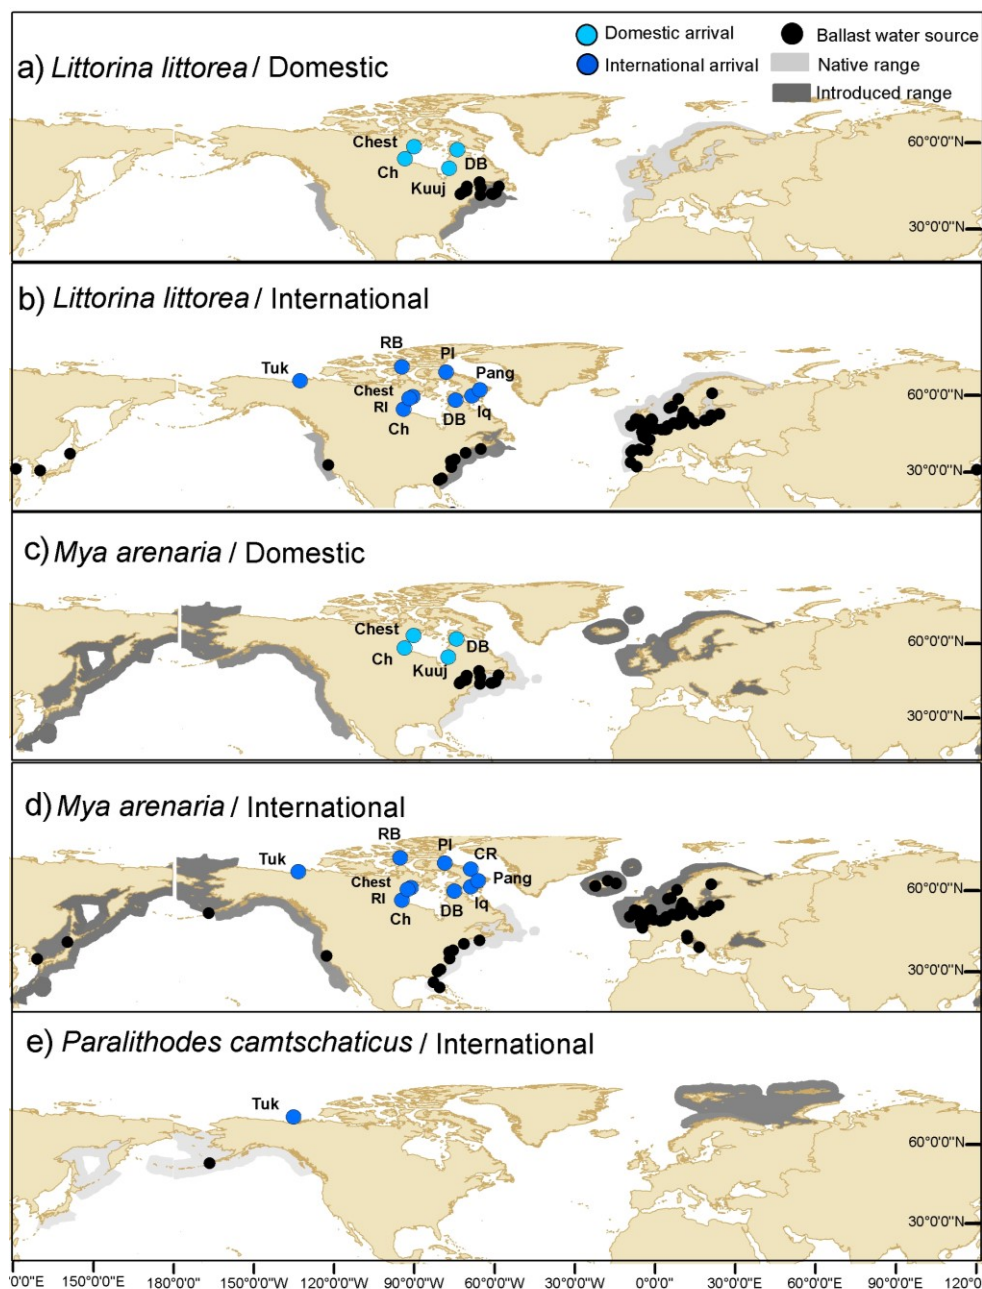 Domestic arrival
International arrival
Ballast water source
Native range
Introduced range
a) Littorina littorea / Domestic
Chest
Ch
DB
Kuuj
60°0'0"N
30°0'0"N
b) Littorina littorea / International
RB
PI
Tuk
Pang
Chest
RI
Ch
DB
Iq
60°0'0"N
30°0'0"N
c) Mya arenaria / Domestic
Chest
Ch
DB
Kuuj
60°0'0"N
30°0'0"N
d) Mya arenaria / International
RB
PI
CR
Tuk
Pang
Chest
RI
Ch
DB
Iq
60°0'0"N
30°0'0"N
e) Paralithodes camtschaticus / International
Tuk
60°0'0"N
30°0'0"N
'00"E 150°0'0"E 180°0'0" 150°0'0"W 120°0'0"W 90°0'0"W 60°0'0"W 30°0'0"W 0°0'0" 30°0'0"E 60°0'0"E 90°0'0"E 120°0'